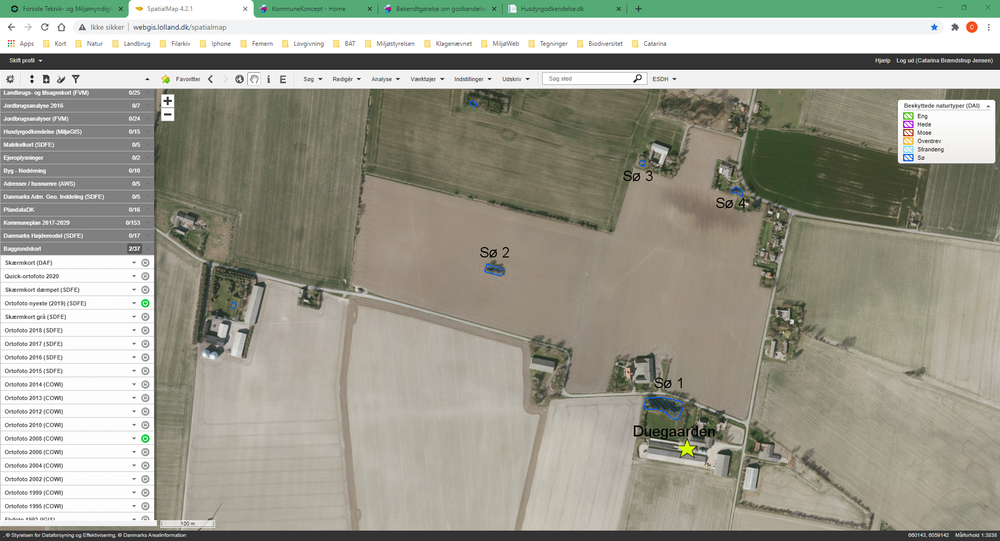 Forside Teknik- og Miljømyndigh
SpatialMap 4.2.1
KommuneKoncept - Home
Bekendtgørelse om godkendelse
Husdyrgodkendelse.dk
Ikke sikker
webgis.lolland.dk/spatialmap
C
Apps
Kort
Natur
Landbrug
Filarkiv
Iphone
Femern
Lovgivning
BAT
Miljøstyrelsen
Klagenævnet
MiljøWeb
Tegninger
Biodiversitet
Catarina
Skift profil
Hjælp
Log ud (Catarina Brændstrup Jensen)
Favoritter
i
E
Søg
Redigér
Analyse
Værktøjer
Indstillinger
Udskriv
Søg sted
ESDH
Landbrugs- og tilsagnskort (FVM) 0/25
Jordbrugsanalyse 2016 0/7
Jordbrugsanalyser (FVM) 0/24
Husdyrgodkendelse (MiljøGIS) 0/15
Matrikelkort (SDFE) 0/5
Ejeroplysninger 0/2
Byg - Nedrivning 0/10
Adresser / husnumre (AWS) 0/5
Danmarks Adm. Geo. Inddeling (SDFE) 0/5
PlandataDK 0/16
Kommuneplan 2017-2029 0/153
Danmarks Højdemodel (SDFE) 0/17
Baggrundskort 2/37
Skærmkort (DAF)
Quick-ortofoto 2020
Skærmkort dæmpet (SDFE)
Ortofoto nyeste (2019) (SDFE)
Skærmkort grå (SDFE)
Ortofoto 2018 (SDFE)
Ortofoto 2017 (SDFE)
Ortofoto 2016 (SDFE)
Ortofoto 2015 (SDFE)
Ortofoto 2014 (COWI)
Ortofoto 2013 (COWI)
Ortofoto 2012 (COWI)
Ortofoto 2010 (COWI)
Ortofoto 2008 (COWI)
Ortofoto 2006 (COWI)
Ortofoto 2004 (COWI)
Ortofoto 2002 (COWI)
Ortofoto 1999 (COWI)
Ortofoto 1995 (COWI)
Flyfoto 1993 (IGIS)
Beskyttede naturtyper (DAI)
Eng
Hede
Mose
Overdrev
Strandeng
Sø
Sø 3
Sø 4
Sø 2
Sø 1
Duegaarden
100 m
, © Styrelsen for Dataforsyning og Effektivisering, © Danmarks Arealinformation
660143, 6059142
Målforhold 1:3838